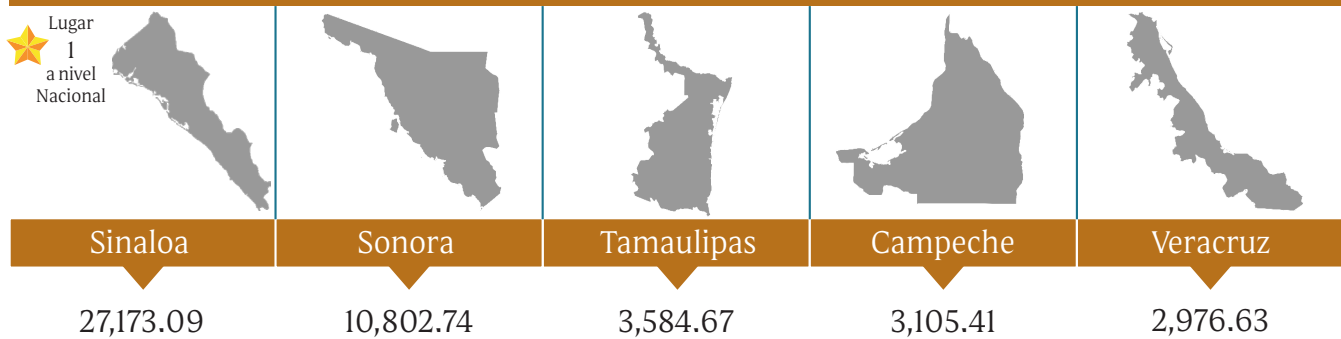 Lugar
1
a nivel
Nacional
Sinaloa
Sonora
Tamaulipas
Campeche
Veracruz
27,173.09
10,802.74
3,584.67
3,105.41
2,976.63